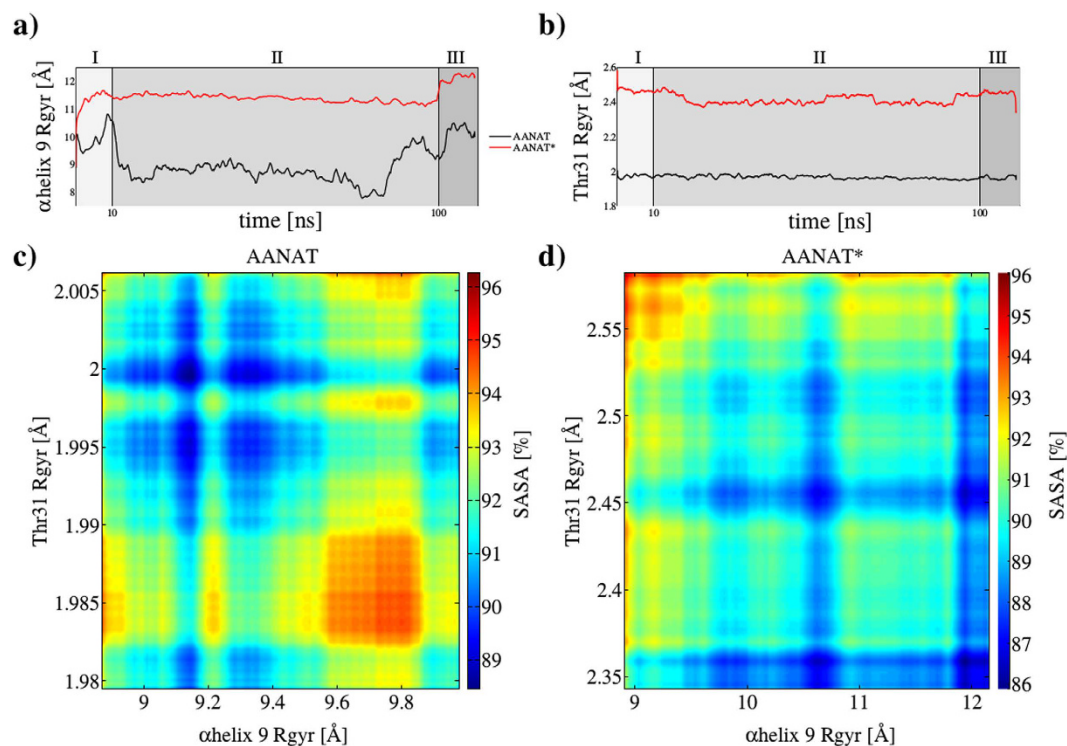 a)
I II III
αhelix 9 Rgyr [Å]
12
11
10
9
8
10 100
time [ns]
AANAT
AANAT*
b)
I II III
Thr31 Rgyr [Å]
2.6
2.4
2.2
2
1.8
10 100
time [ns]
c)
AANAT
Thr31 Rgyr [Å]
2.005
2
1.995
1.99
1.985
1.98
9 9.2 9.4 9.6 9.8
αhelix 9 Rgyr [Å]
96
95
94
93
92
91
90
89
SASA [%]
d)
AANAT*
Thr31 Rgyr [Å]
2.55
2.5
2.45
2.4
2.35
9 10 11 12
αhelix 9 Rgyr [Å]
96
95
94
93
92
91
90
89
88
87
86
SASA [%]